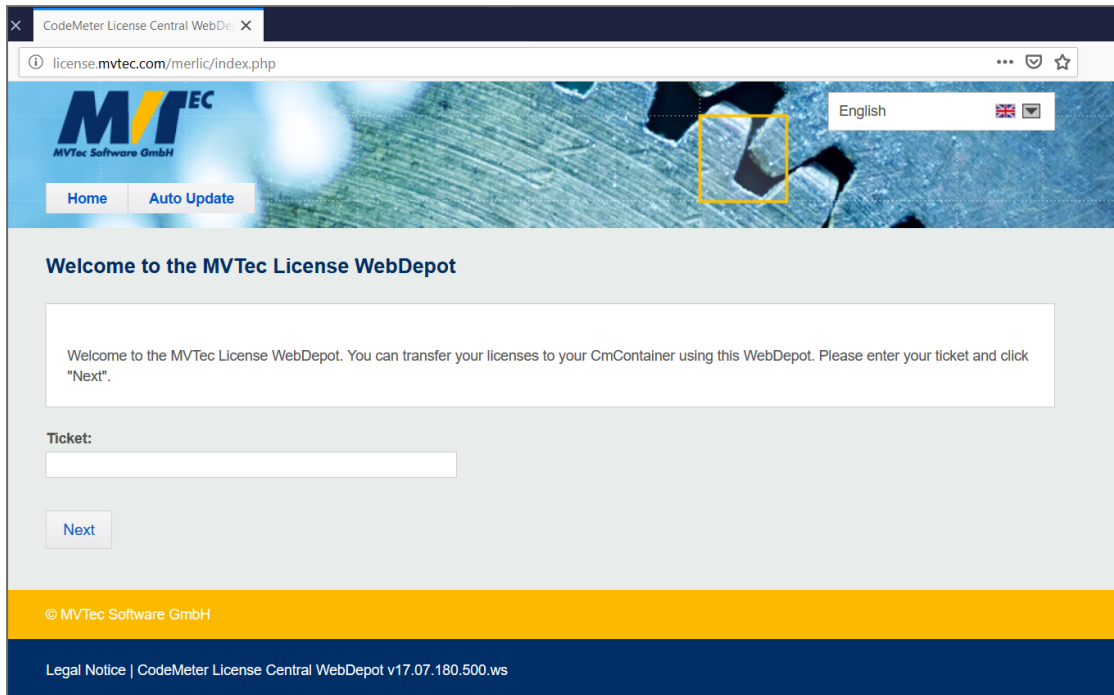 CodeMeter License Central WebDe
license.mvtec.com/merlic/index.php
MVTEC
MVTec Software GmbH
English
Home Auto Update
Welcome to the MVTec License WebDepot
Welcome to the MVTec License WebDepot. You can transfer your licenses to your CmContainer using this WebDepot. Please enter your ticket and click
"Next".
Ticket:
Next
© MVTec Software GmbH
Legal Notice | CodeMeter License Central WebDepot v17.07.180.500.ws